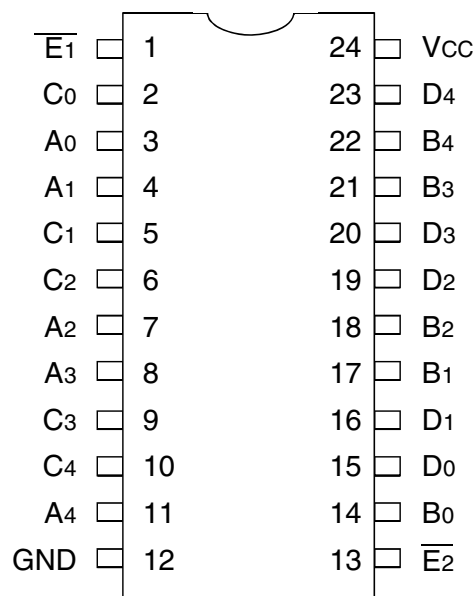 E̅1̅ 1 24 VCC
C0 2 23 D4
A0 3 22 B4
A1 4 21 B3
C1 5 20 D3
C2 6 19 D2
A2 7 18 B2
A3 8 17 B1
C3 9 16 D1
C4 10 15 D0
A4 11 14 B0
GND 12 13 E̅2̅